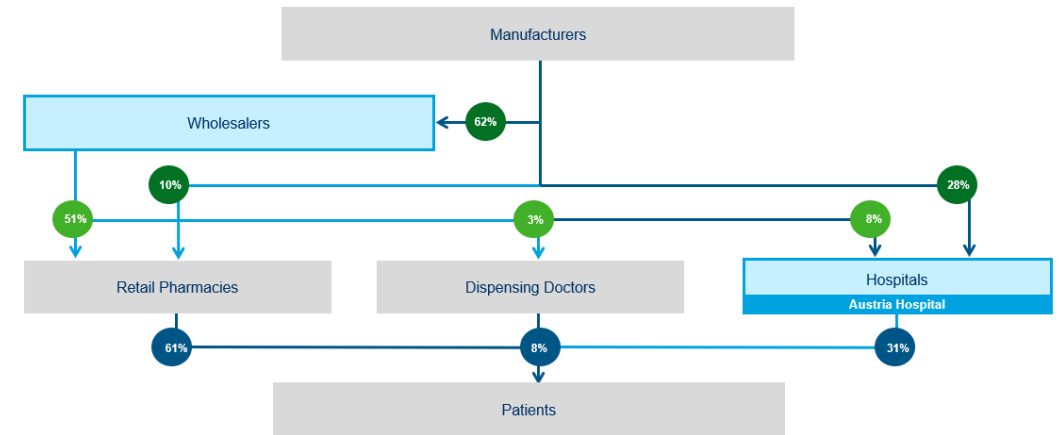 Manufacturers
Wholesalers
62%
10%
28%
51%
3%
8%
Retail Pharmacies
Dispensing Doctors
Hospitals
Austria Hospital
61%
8%
31%
Patients